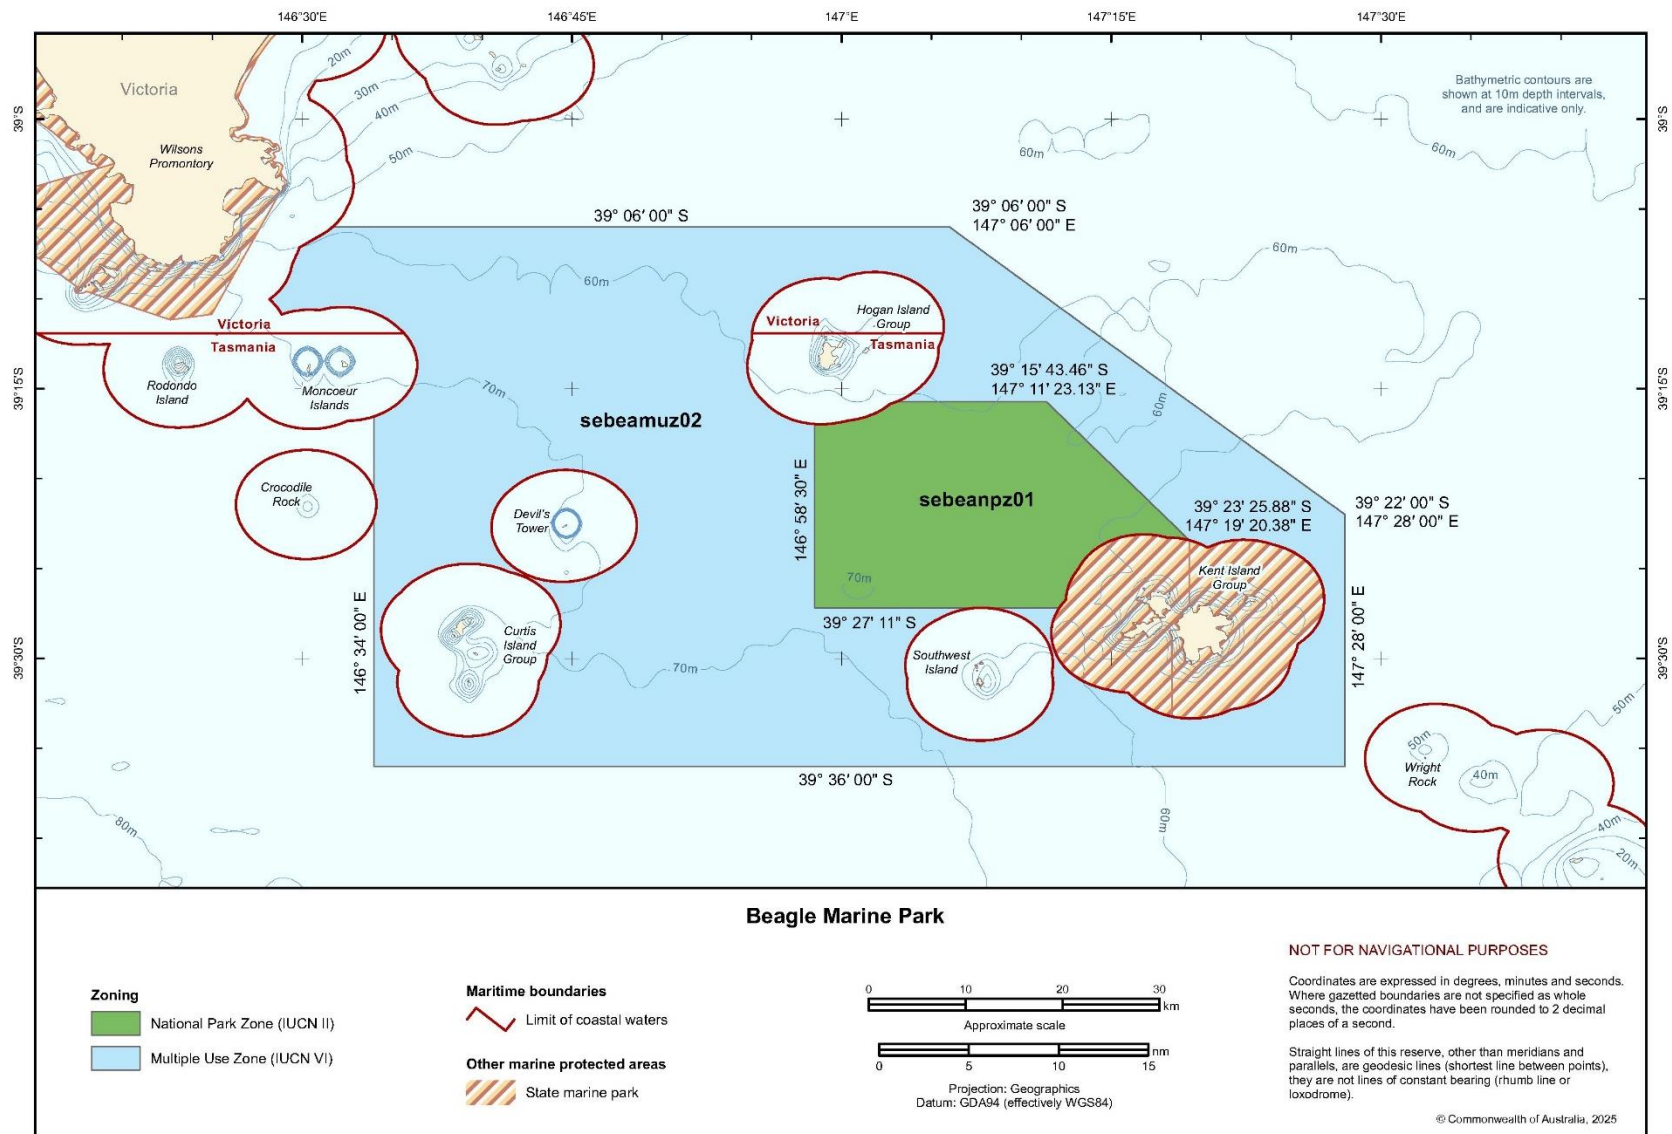 146°30'E
146°45'E
147°E
147°15'E
147°30'E
39°S
39°S
Victoria
Wilsons
Promontory
20m
30m
40m
50m
60m
60m
Bathymetric contours are
shown at 10m depth intervals,
and are indicative only.
39° 06′ 00″ S
39° 06′ 00″ S
147° 06′ 00″ E
60m
60m
Victoria
Tasmania
Victoria
Tasmania
Hogan Island
Group
Rodondo
Island
Moncoeur
Islands
39°15'S
39°15'S
70m
39° 15′ 43.46″ S
147° 11′ 23.13″ E
60m
sebeamuz02
sebeanpz01
Crocodile
Rock
Devil's
Tower
146° 58′ 30″ E
39° 23′ 25.88″ S
147° 19′ 20.38″ E
39° 22′ 00″ S
147° 28′ 00″ E
Kent Island
Group
70m
39° 27′ 11″ S
146° 34′ 00″ E
Curtis
Island
Group
70m
Southwest
Island
147° 28′ 00″ E
39°30'S
39°30'S
50m
50m
Wright
Rock
40m
40m
20m
39° 36′ 00″ S
80m
60m
Beagle Marine Park
Zoning
National Park Zone (IUCN II)
Multiple Use Zone (IUCN VI)
Maritime boundaries
Limit of coastal waters
Other marine protected areas
State marine park
0 10 20 30
km
Approximate scale
nm
0 5 10 15
Projection: Geographics
Datum: GDA94 (effectively WGS84)
NOT FOR NAVIGATIONAL PURPOSES
Coordinates are expressed in degrees, minutes and seconds.
Where gazetted boundaries are not specified as whole
seconds, the coordinates have been rounded to 2 decimal
places of a second.
Straight lines of this reserve, other than meridians and
parallels, are geodesic lines (shortest line between points),
they are not lines of constant bearing (rhumb line or
loxodrome).
© Commonwealth of Australia, 2025